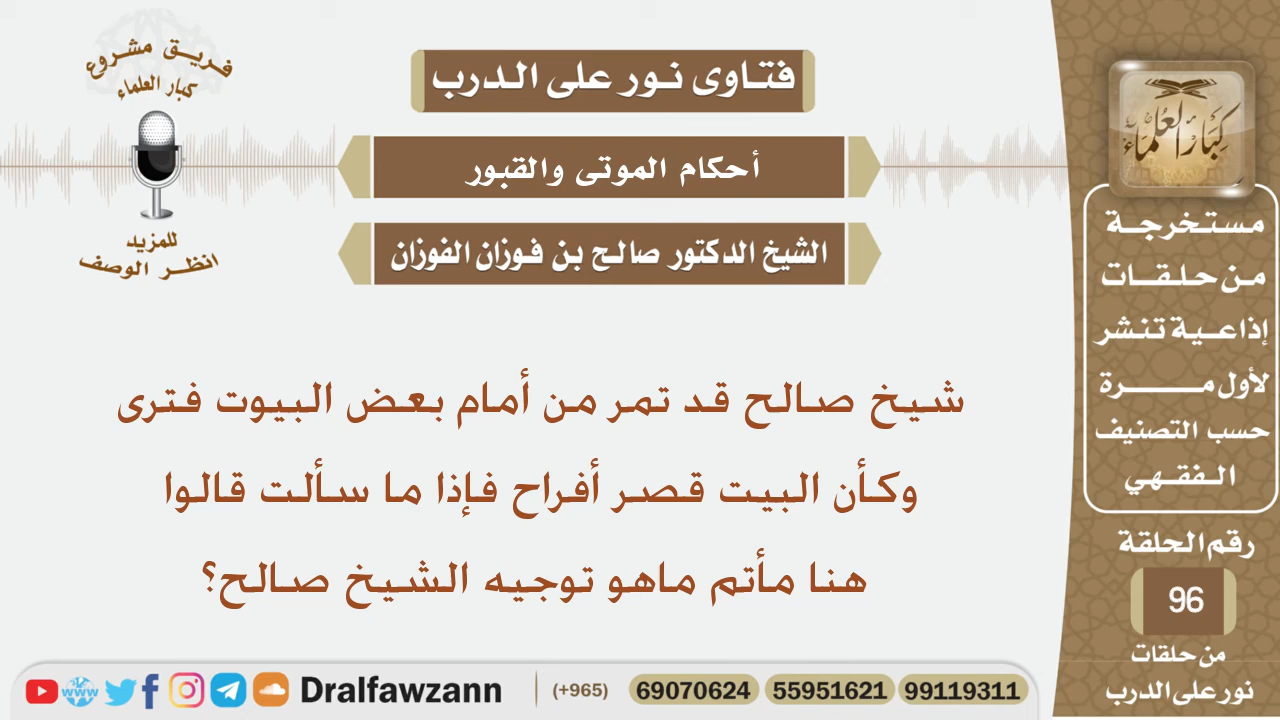 فريق مشروع
كبار العلماء
للمزيد
انظر الوصف
فتاوى نور على الدرب
أحكام الموتى والقبور
الشيخ الدكتور صالح بن فوزان الفوزان
شيخ صالح قد تمر من أمام بعض البيوت فترى
وكأن البيت قصر أفراح فإذا ما سألت قالوا
هنا مأتم ماهو توجيه الشيخ صالح؟
كبار العلماء
مستخرجة
من حلقات
إذاعية تنشر
لأول مرة
حسب التصنيف
الفقهي
رقم الحلقة
96
من حلقات
نور على الدرب
www Dralfawzann (+965) 69070624 55951621 99119311